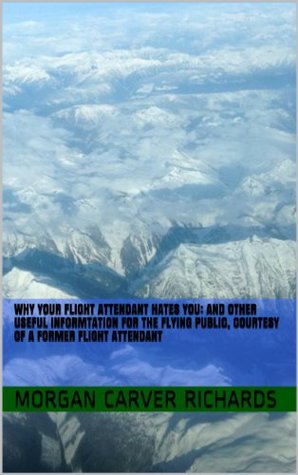 WHY YOUR FLIGHT ATTENDANT HATES YOU: AND OTHER
USEFUL INFORMTATION FOR THE FLYING PUBLIC, COURTESY
OF A FORMER FLIGHT ATTENDANT
MORGAN CARVER RICHARDS